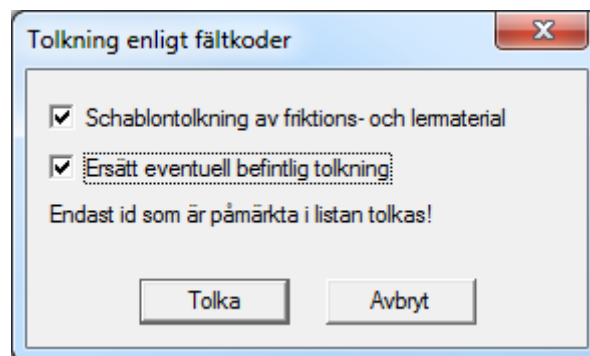 Tolkning enligt fältkoder
Schablontolkning av friktions- och lermaterial
Ersätt eventuell befintlig tolkning
Endast id som är påmärkta i listan tolkas!
Tolka
Avbryt